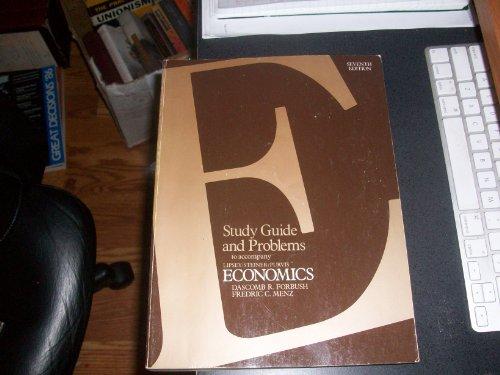 SEVENTH
EDITION
Study Guide
and Problems
to accompany
LIPSEY/STEINER/PURVIS
ECONOMICS
DASCOMB R. FORBUSH
FREDRIC C. MENZ
UNIONISM
GREAT DECISIONS '86